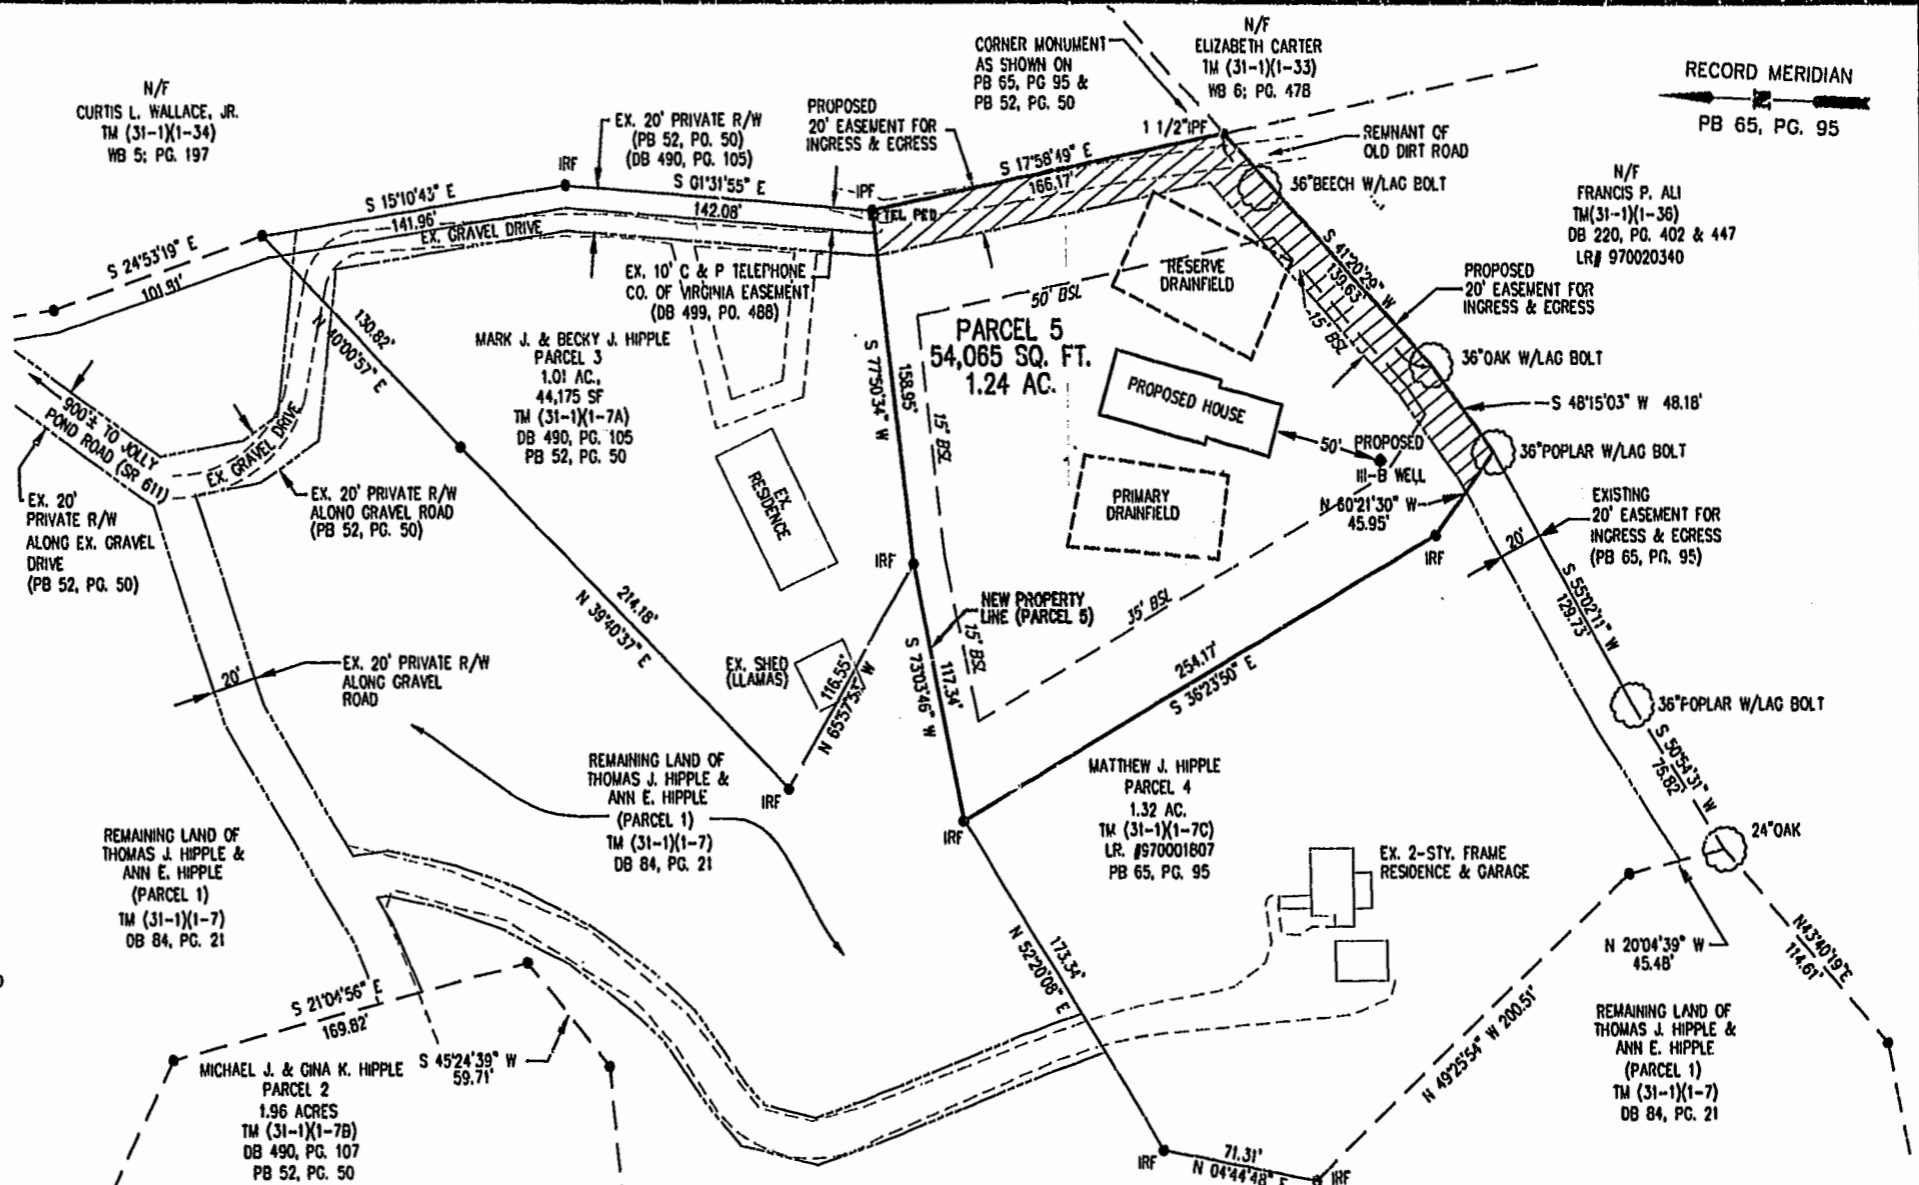 N/F
CURTIS L. WALLACE, JR.
TM (31-1)(1-34)
WB 5; PG. 197
CORNER MONUMENT
AS SHOWN ON
PB 65, PG 95 &
PB 52, PG. 50
N/F
ELIZABETH CARTER
TM (31-1)(1-33)
WB 6; PG. 478
RECORD MERIDIAN
N
PB 65, PG. 95
EX. 20' PRIVATE R/W
(PB 52, PG. 50)
(DB 490, PG. 105)
PROPOSED
20' EASEMENT FOR
INGRESS & EGRESS
1 1/2" IPF
REMNANT OF
OLD DIRT ROAD
36"BEECH W/LAG BOLT
N/F
FRANCIS P. ALI
TM(31-1)(1-36)
DB 220, PG. 402 & 447
LR# 970020340
IRF
IPF
TEL PED
S 24°53'19" E
101.91'
S 15°10'43" E
141.96'
EX. GRAVEL DRIVE
S 01°31'55" E
142.08'
S 17°58'49" E
166.17'
S 41°20'29" W
139.63'
PROPOSED
20' EASEMENT FOR
INGRESS & EGRESS
36"OAK W/LAG BOLT
S 48°15'03" W 48.18'
36"POPLAR W/LAG BOLT
EX. 10' C & P TELEPHONE
CO. OF VIRGINIA EASEMENT
(DB 499, PG. 488)
130.82'
N 40°00'57" E
MARK J. & BECKY J. HIPPLE
PARCEL 3
1.01 AC.,
44,175 SF
TM (31-1)(1-7A)
DB 490, PG. 105
PB 52, PG. 50
158.95'
S 77°50'34" W
50' BSL
15' BSL
PARCEL 5
54,065 SQ. FT.
1.24 AC.
RESERVE
DRAINFIELD
15' BSL
PROPOSED HOUSE
50'
PROPOSED
III-B WELL
PRIMARY
DRAINFIELD
N 60°21'30" W
45.95'
IRF
EXISTING
20' EASEMENT FOR
INGRESS & EGRESS
(PB 65, PG. 95)
20'
S 55°02'11" W
129.73'
36"POPLAR W/LAG BOLT
S 50°54'31" W
75.82'
24"OAK
900'± TO JOLLY
POND ROAD (SR 611)
EX. GRAVEL DRIVE
EX. 20'
PRIVATE R/W
ALONG EX. GRAVEL
DRIVE
(PB 52, PG. 50)
EX. 20' PRIVATE R/W
ALONG GRAVEL ROAD
(PB 52, PG. 50)
EX.
RESIDENCE
IRF
214.18'
N 39°40'37" E
NEW PROPERTY
LINE (PARCEL 5)
35' BSL
15' BSL
EX. SHED
(LLAMAS)
116.55'
N 65°57'53" W
117.34'
S 73°03'46" W
254.17'
S 36°23'50" E
20'
EX. 20' PRIVATE R/W
ALONG GRAVEL
ROAD
REMAINING LAND OF
THOMAS J. HIPPLE &
ANN E. HIPPLE
(PARCEL 1)
TM (31-1)(1-7)
DB 84, PG. 21
IRF
IRF
MATTHEW J. HIPPLE
PARCEL 4
1.32 AC.
TM (31-1)(1-7C)
LR. #970001807
PB 65, PG. 95
REMAINING LAND OF
THOMAS J. HIPPLE &
ANN E. HIPPLE
(PARCEL 1)
TM (31-1)(1-7)
DB 84, PG. 21
EX. 2-STY. FRAME
RESIDENCE & GARAGE
173.34'
N 52°20'08" E
N 20°04'39" W
45.48'
N43°40'19"E
114.61'
S 21°04'56" E
169.82'
MICHAEL J. & GINA K. HIPPLE
PARCEL 2
1.96 ACRES
TM (31-1)(1-7B)
DB 490, PG. 107
PB 52, PG. 50
S 45°24'39" W
59.71'
N 49°25'54" W 200.51'
REMAINING LAND OF
THOMAS J. HIPPLE &
ANN E. HIPPLE
(PARCEL 1)
TM (31-1)(1-7)
DB 84, PG. 21
IRF
71.31'
N 04°44'48" E
IRF